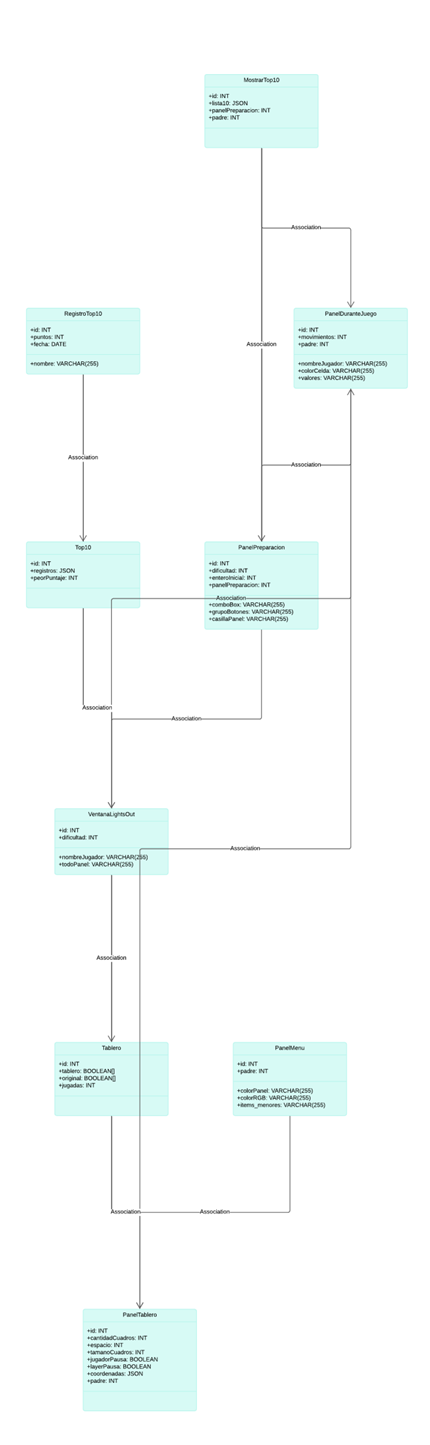 MostrarTop10
+id: INT
+lista10: JSON
+panelPreparacion: INT
+padre: INT
Association
RegistroTop10
+id: INT
+puntos: INT
+fecha: DATE
+nombre: VARCHAR(255)
PanelDuranteJuego
+id: INT
+movimientos: INT
+padre: INT
+nombreJugador: VARCHAR(255)
+colorCelda: VARCHAR(255)
+valores: VARCHAR(255)
Association
Association
Association
Top10
+id: INT
+registros: JSON
+peorPuntaje: INT
PanelPreparacion
+id: INT
+dificultad: INT
+enteroInicial: INT
+panelPreparacion: INT
Association
+comboBox: VARCHAR(255)
+grupoBotones: VARCHAR(255)
+casillaPanel: VARCHAR(255)
Association
Association
VentanaLightsOut
+id: INT
+dificultad: INT
+nombreJugador: VARCHAR(255)
+todoPanel: VARCHAR(255)
Association
Association
Tablero
+id: INT
+tablero: BOOLEAN[]
+original: BOOLEAN[]
+jugadas: INT
PanelMenu
+id: INT
+padre: INT
+colorPanel: VARCHAR(255)
+colorRGB: VARCHAR(255)
+items_menores: VARCHAR(255)
Association
Association
PanelTablero
+id: INT
+cantidadCuadros: INT
+espacio: INT
+tamanoCuadros: INT
+jugadorPausa: BOOLEAN
+layerPausa: BOOLEAN
+coordenadas: JSON
+padre: INT